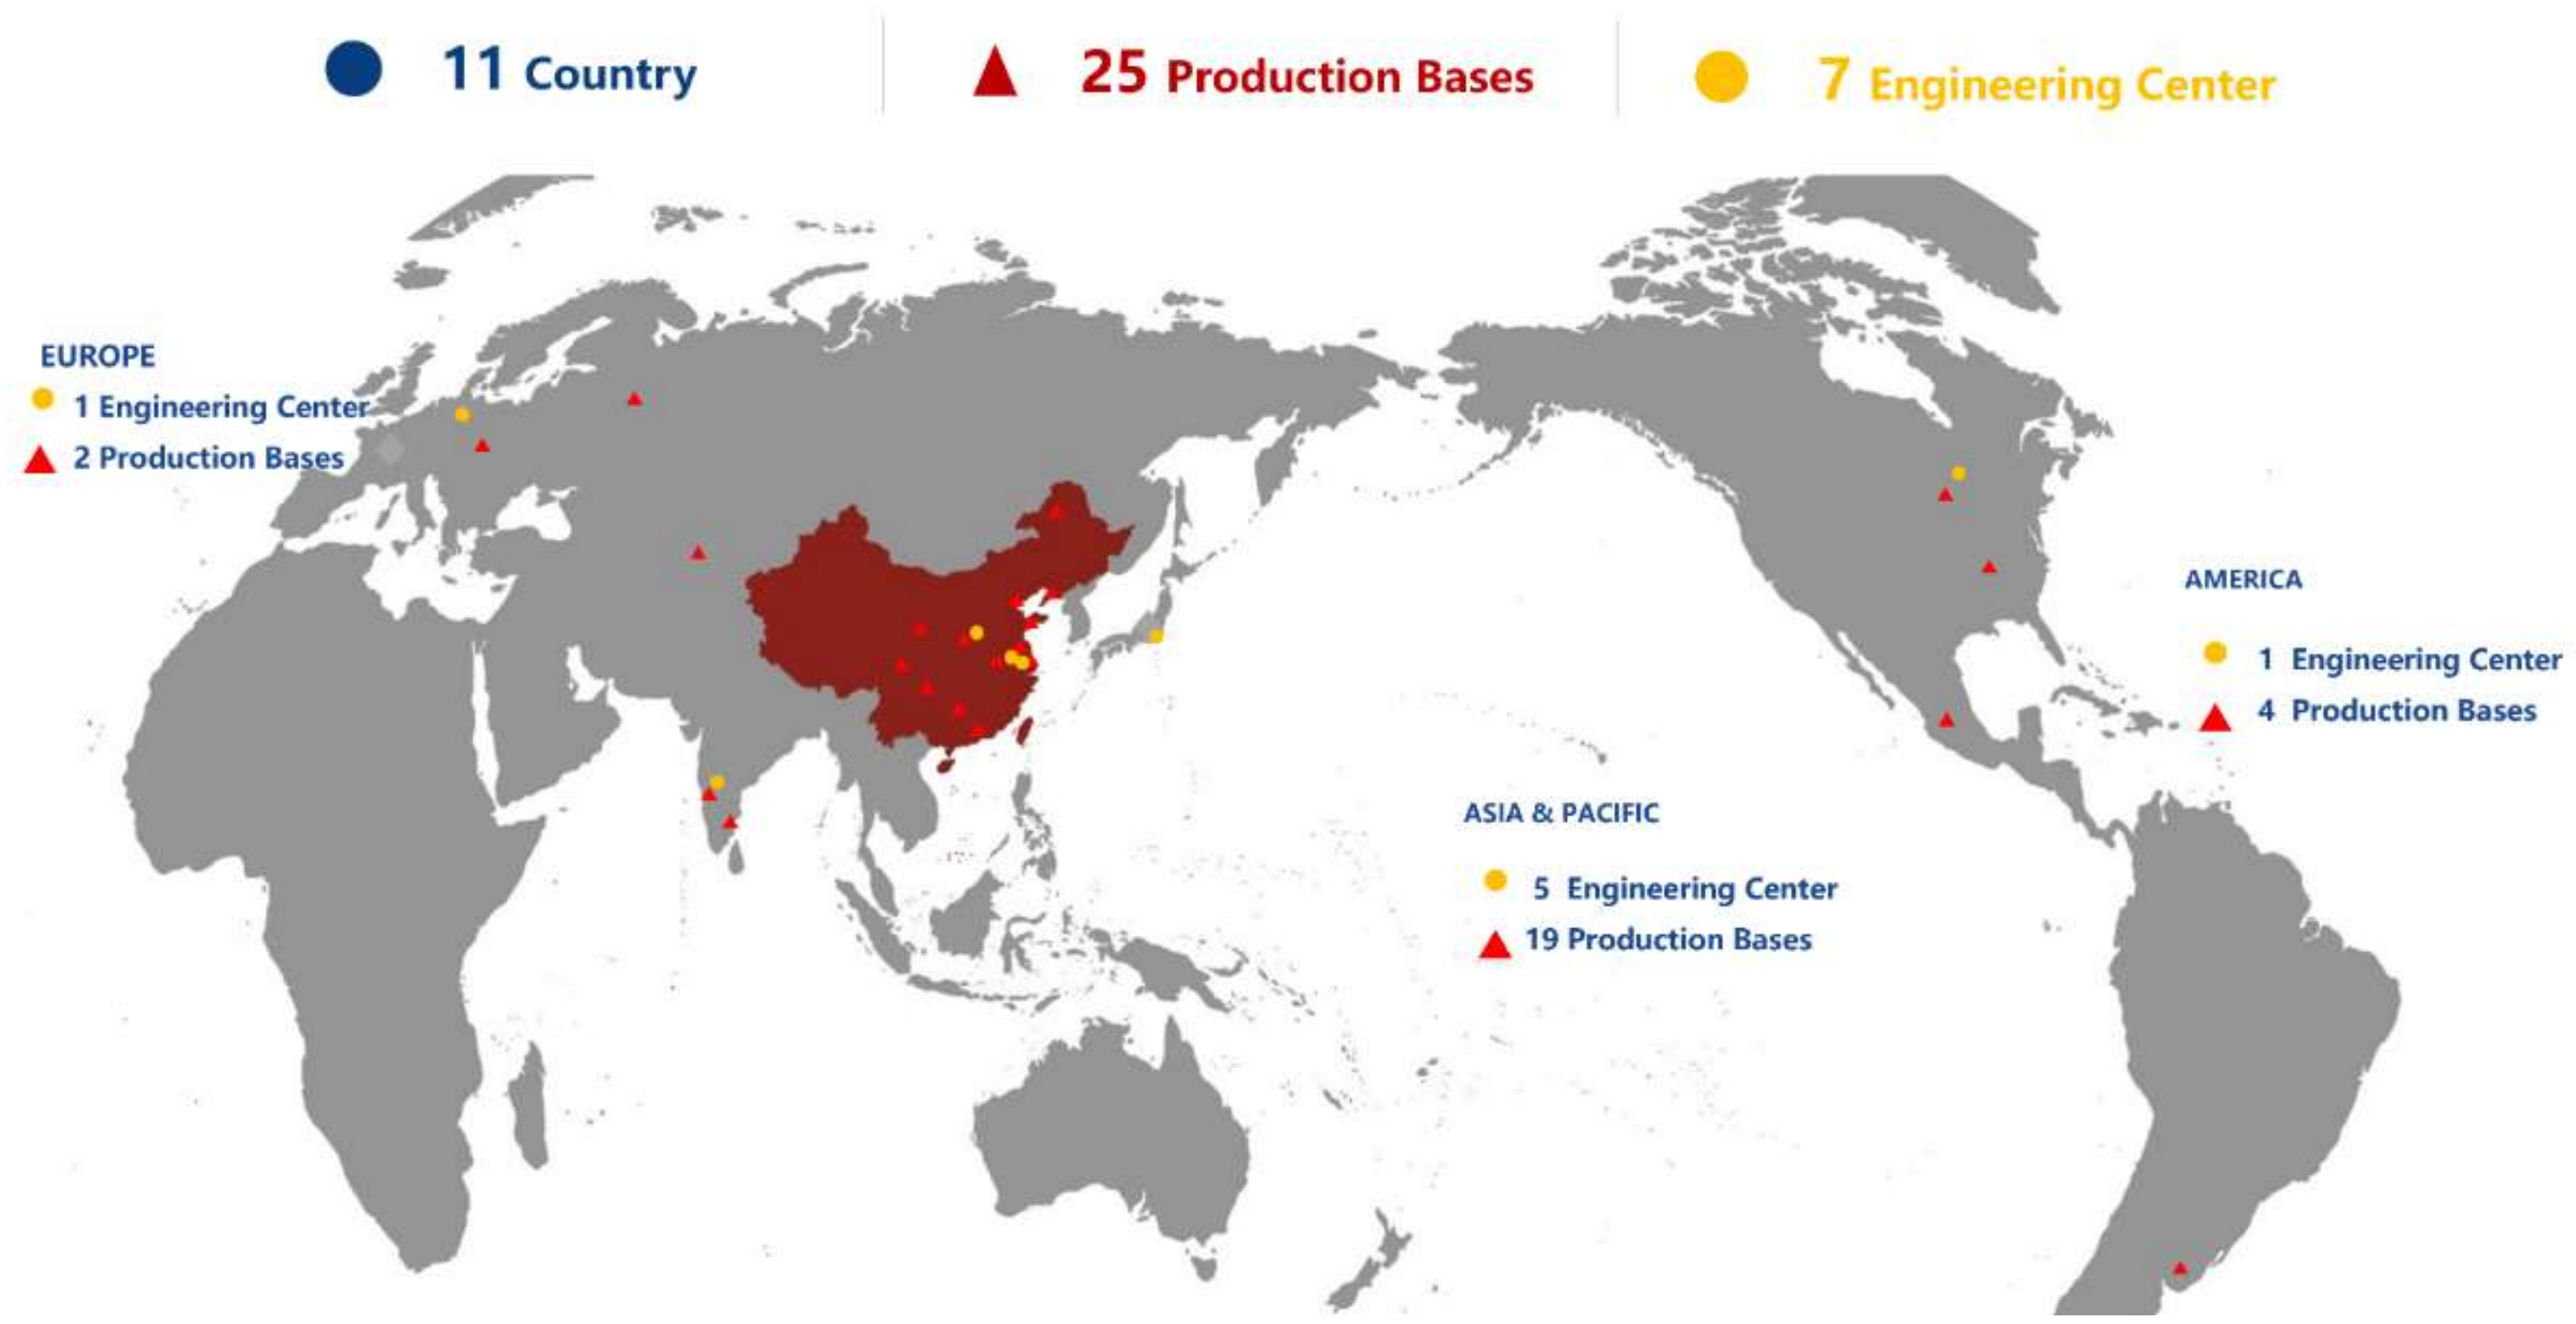 11 Country
25 Production Bases
7 Engineering Center
EUROPE
1 Engineering Center
2 Production Bases
AMERICA
1 Engineering Center
4 Production Bases
ASIA & PACIFIC
5 Engineering Center
19 Production Bases